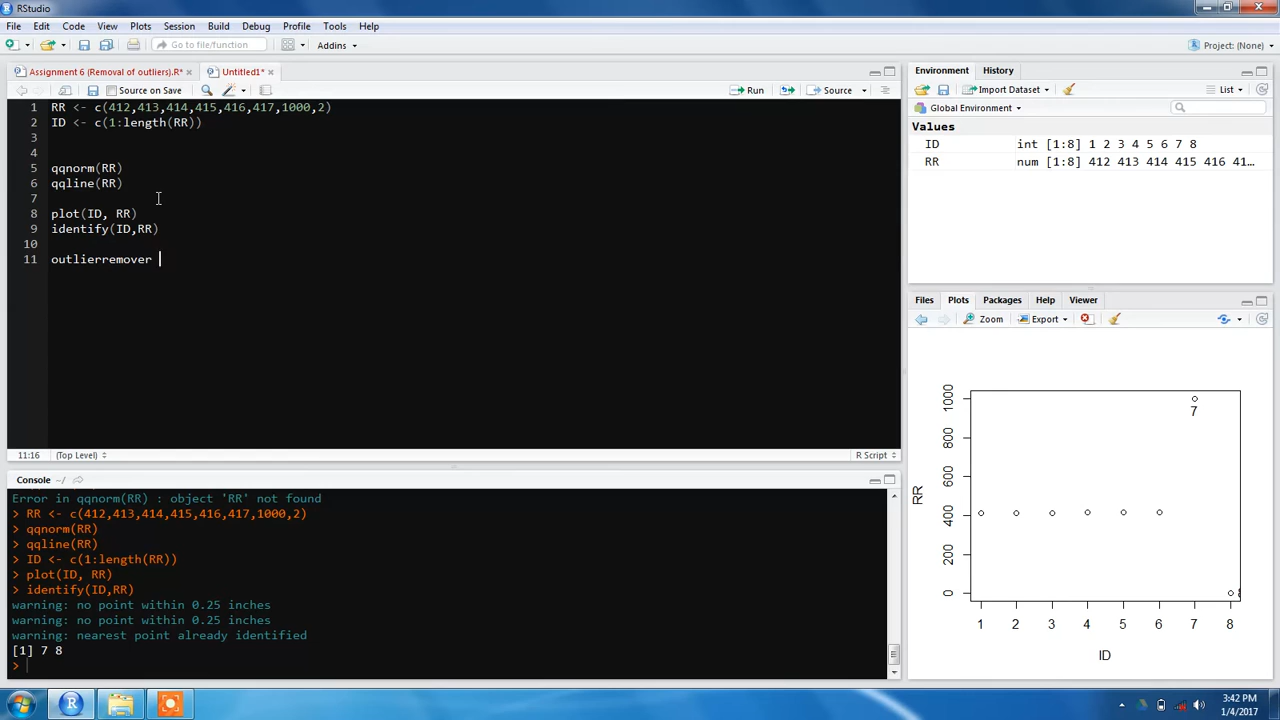 RStudio
File Edit Code View Plots Session Build Debug Profile Tools Help
Go to file/function Addins Project: (None)
Assignment 6 (Removal of outliers).R* Untitled1*
Source on Save Run Source
1 RR <- c(412,413,414,415,416,417,1000,2)
2 ID <- c(1:length(RR))
3
4
5 qqnorm(RR)
6 qqline(RR)
7
8 plot(ID, RR)
9 identify(ID,RR)
10
11 outlierremover
11:16 (Top Level) R Script
Console ~/
Error in qqnorm(RR) : object 'RR' not found
> RR <- c(412,413,414,415,416,417,1000,2)
> qqnorm(RR)
> qqline(RR)
> ID <- c(1:length(RR))
> plot(ID, RR)
> identify(ID,RR)
warning: no point within 0.25 inches
warning: no point within 0.25 inches
warning: nearest point already identified
[1] 7 8
>
Environment History
Import Dataset List
Global Environment
Values
ID int [1:8] 1 2 3 4 5 6 7 8
RR num [1:8] 412 413 414 415 416 41...
Files Plots Packages Help Viewer
Zoom Export
1000
800
600
400
200
0
RR
7
1 2 3 4 5 6 7 8
ID
3:42 PM
1/4/2017